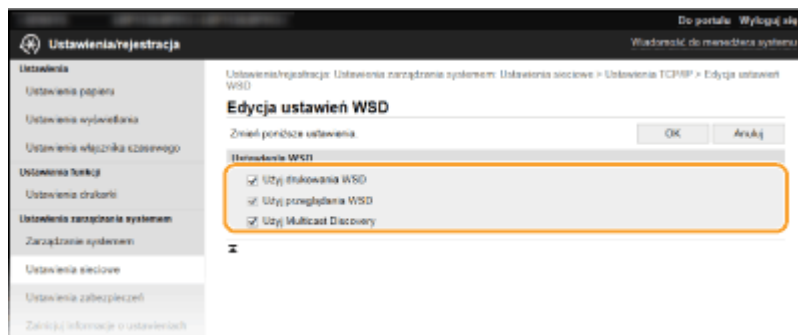 Do portalu Wyloguj się
Ustawienia/rejestracja
Wiadomość do menedżera systemu
Ustawienia
Ustawienia papieru
Ustawienia wyświetlania
Ustawienia włącznika czasowego
Ustawienia funkcji
Ustawienia drukarki
Ustawienia zarządzania systemem
Zarządzanie systemem
Ustawienia sieciowe
Ustawienia zabezpieczeń
Zainicjuj informacje o ustawieniach
Ustawienia/rejestracja: Ustawienia zarządzania systemem: Ustawienia sieciowe > Ustawienia TCP/IP > Edycja ustawień
WSD
Edycja ustawień WSD
Zmień poniższe ustawienia.
OK
Anuluj
Ustawienia WSD
Użyj drukowania WSD
Użyj przeglądania WSD
Użyj Multicast Discovery